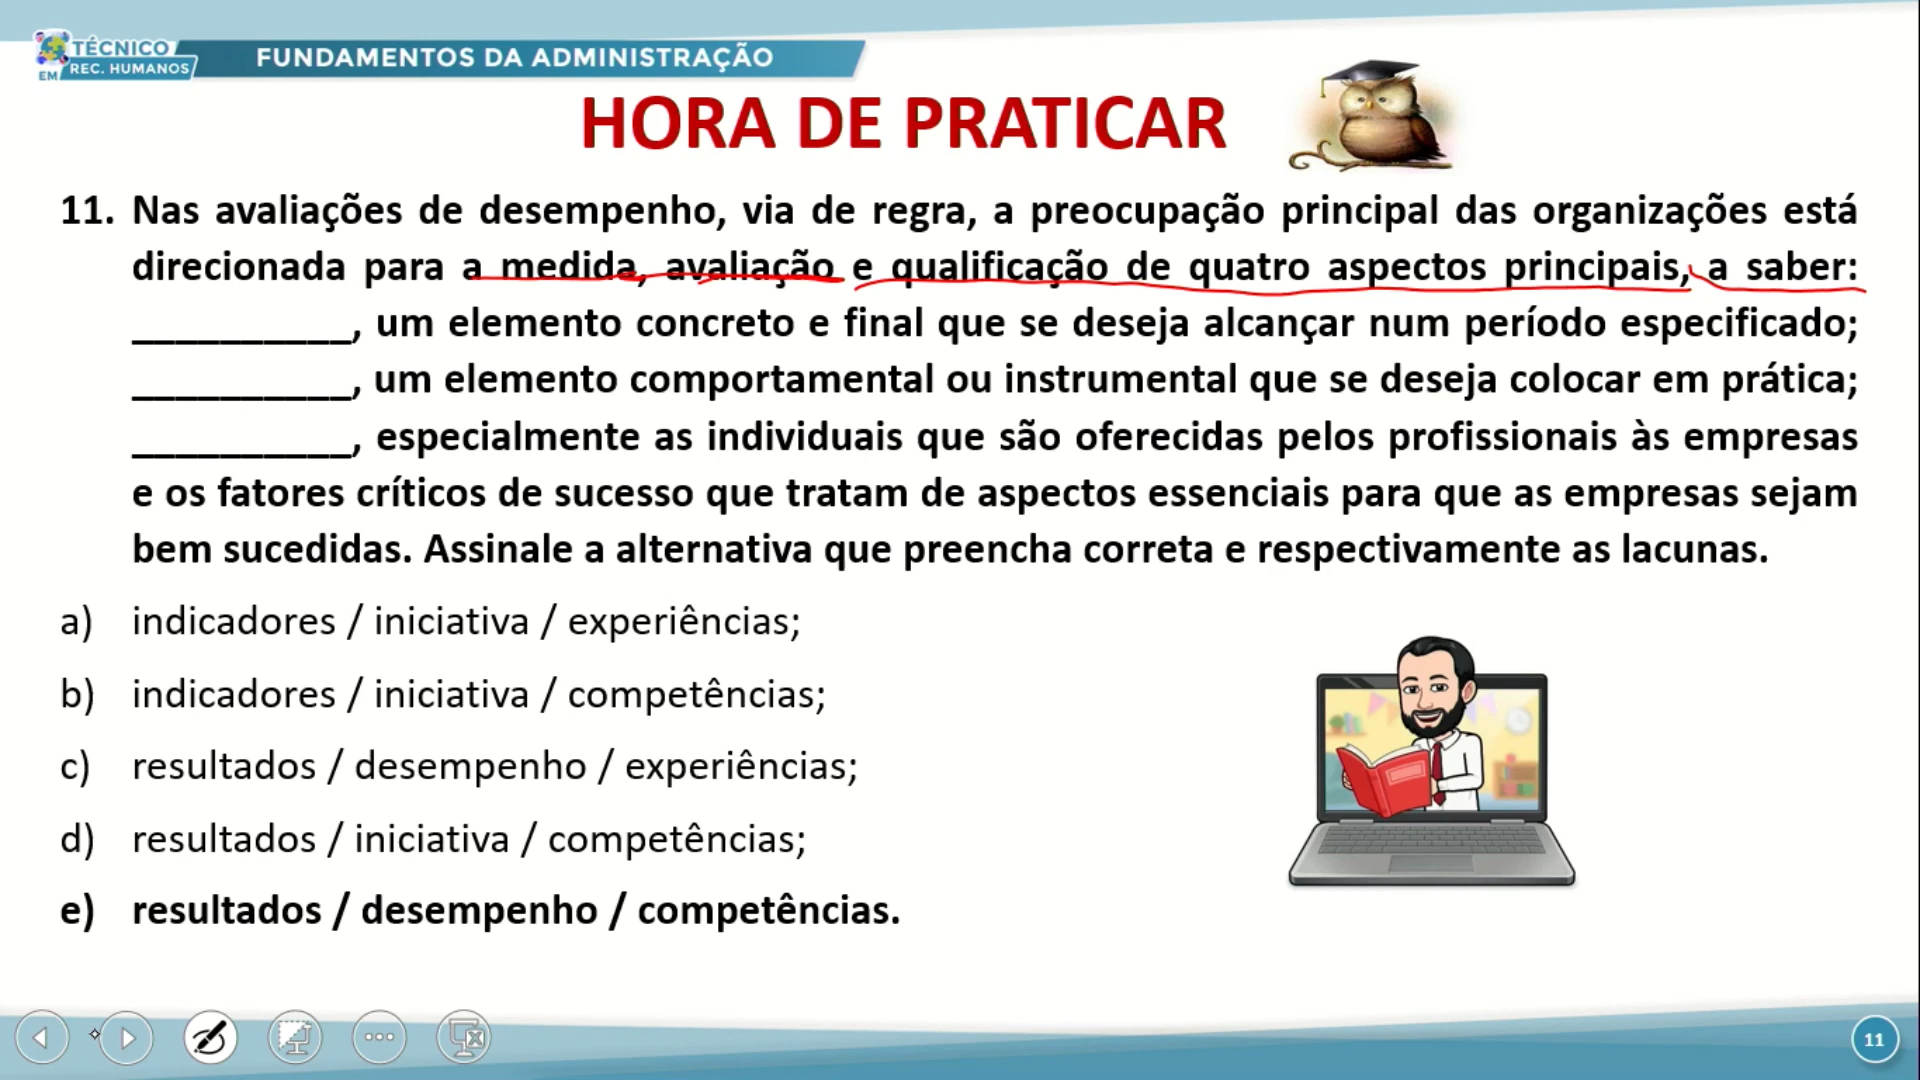 TÉCNICO
EM REC. HUMANOS
FUNDAMENTOS DA ADMINISTRAÇÃO
HORA DE PRATICAR
11. Nas avaliações de desempenho, via de regra, a preocupação principal das organizações está
direcionada para a medida, avaliação e qualificação de quatro aspectos principais, a saber:
__________, um elemento concreto e final que se deseja alcançar num período especificado;
__________, um elemento comportamental ou instrumental que se deseja colocar em prática;
__________, especialmente as individuais que são oferecidas pelos profissionais às empresas
e os fatores críticos de sucesso que tratam de aspectos essenciais para que as empresas sejam
bem sucedidas. Assinale a alternativa que preencha correta e respectivamente as lacunas.
a) indicadores / iniciativa / experiências;
b) indicadores / iniciativa / competências;
c) resultados / desempenho / experiências;
d) resultados / iniciativa / competências;
e) resultados / desempenho / competências.
11